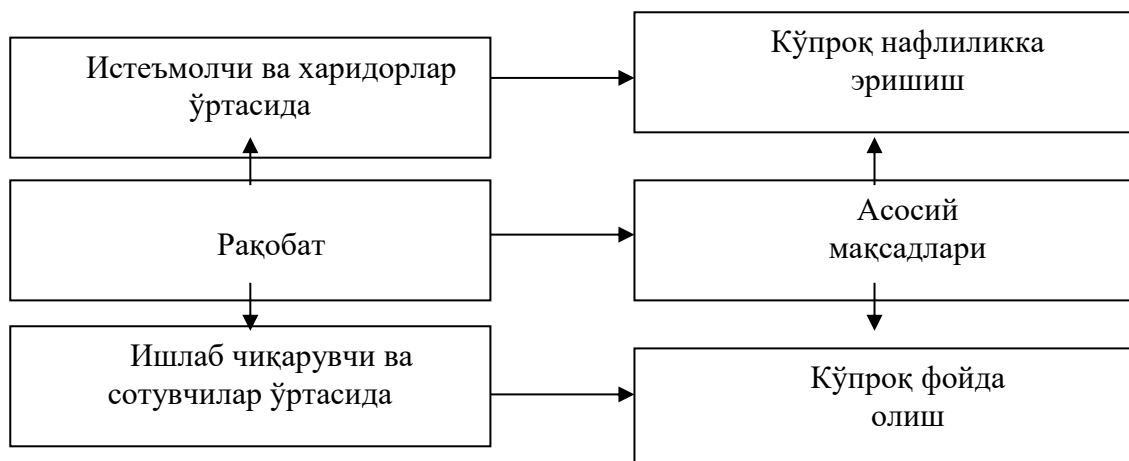 Истеъмолчи ва харидорлар
ўртасида
Кўпроқ нафлиликка
эришиш
Рақобат
Асосий
мақсадлари
Ишлаб чиқарувчи ва
сотувчилар ўртасида
Кўпроқ фойда
олиш